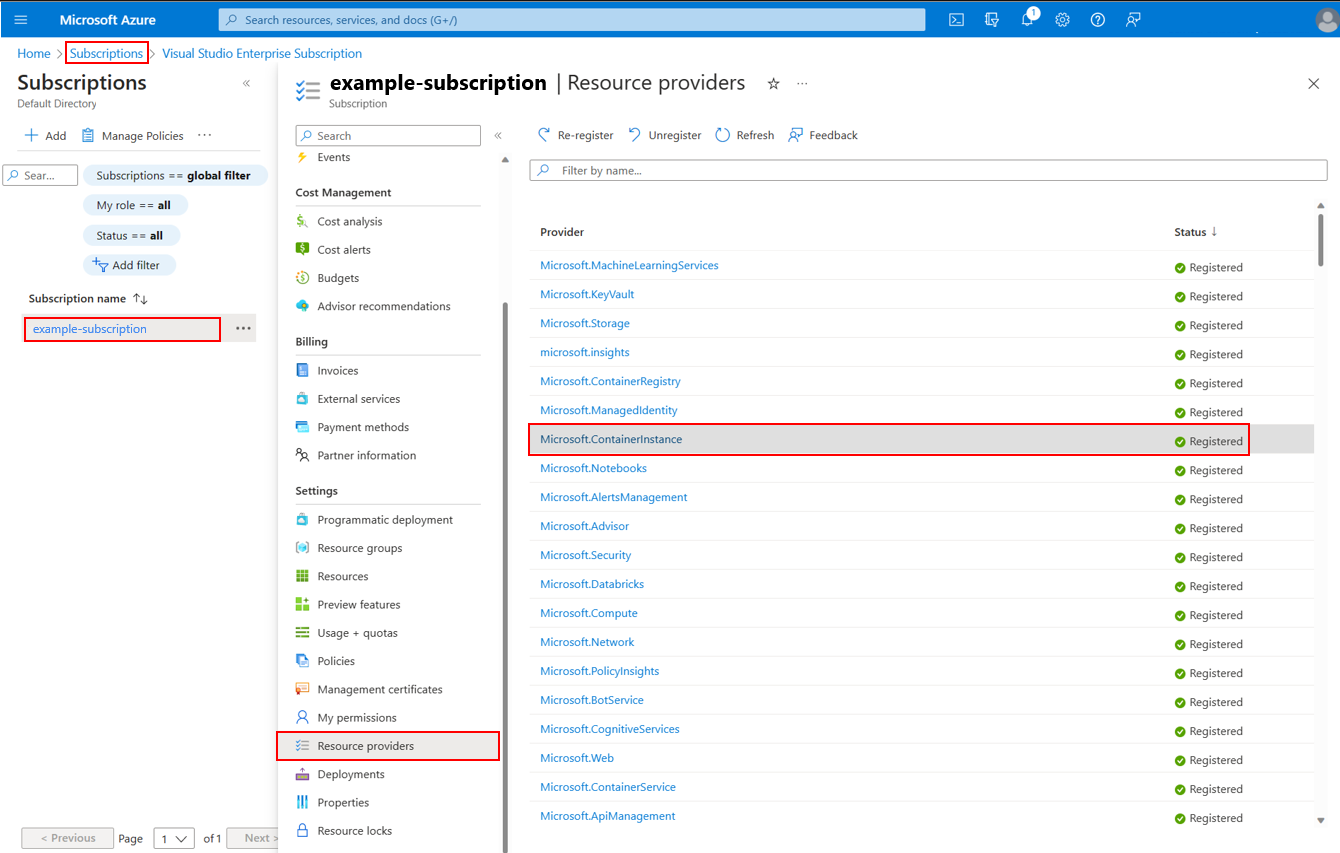 Microsoft Azure
Search resources, services, and docs (G+/)
1
Home > Subscriptions > Visual Studio Enterprise Subscription
Subscriptions
Default Directory
Add
Manage Policies
Sear...
Subscriptions == global filter
My role == all
Status == all
Add filter
Subscription name
example-subscription
< Previous
Page
1
of 1
Next >
example-subscription | Resource providers
Subscription
Search
Events
Cost Management
Cost analysis
Cost alerts
Budgets
Advisor recommendations
Billing
Invoices
External services
Payment methods
Partner information
Settings
Programmatic deployment
Resource groups
Resources
Preview features
Usage + quotas
Policies
Management certificates
My permissions
Resource providers
Deployments
Properties
Resource locks
Re-register
Unregister
Refresh
Feedback
Filter by name...
Provider Status ↓
Microsoft.MachineLearningServices Registered
Microsoft.KeyVault Registered
Microsoft.Storage Registered
microsoft.insights Registered
Microsoft.ContainerRegistry Registered
Microsoft.ManagedIdentity Registered
Microsoft.ContainerInstance Registered
Microsoft.Notebooks Registered
Microsoft.AlertsManagement Registered
Microsoft.Advisor Registered
Microsoft.Security Registered
Microsoft.Databricks Registered
Microsoft.Compute Registered
Microsoft.Network Registered
Microsoft.PolicyInsights Registered
Microsoft.BotService Registered
Microsoft.CognitiveServices Registered
Microsoft.Web Registered
Microsoft.ContainerService Registered
Microsoft.ApiManagement Registered